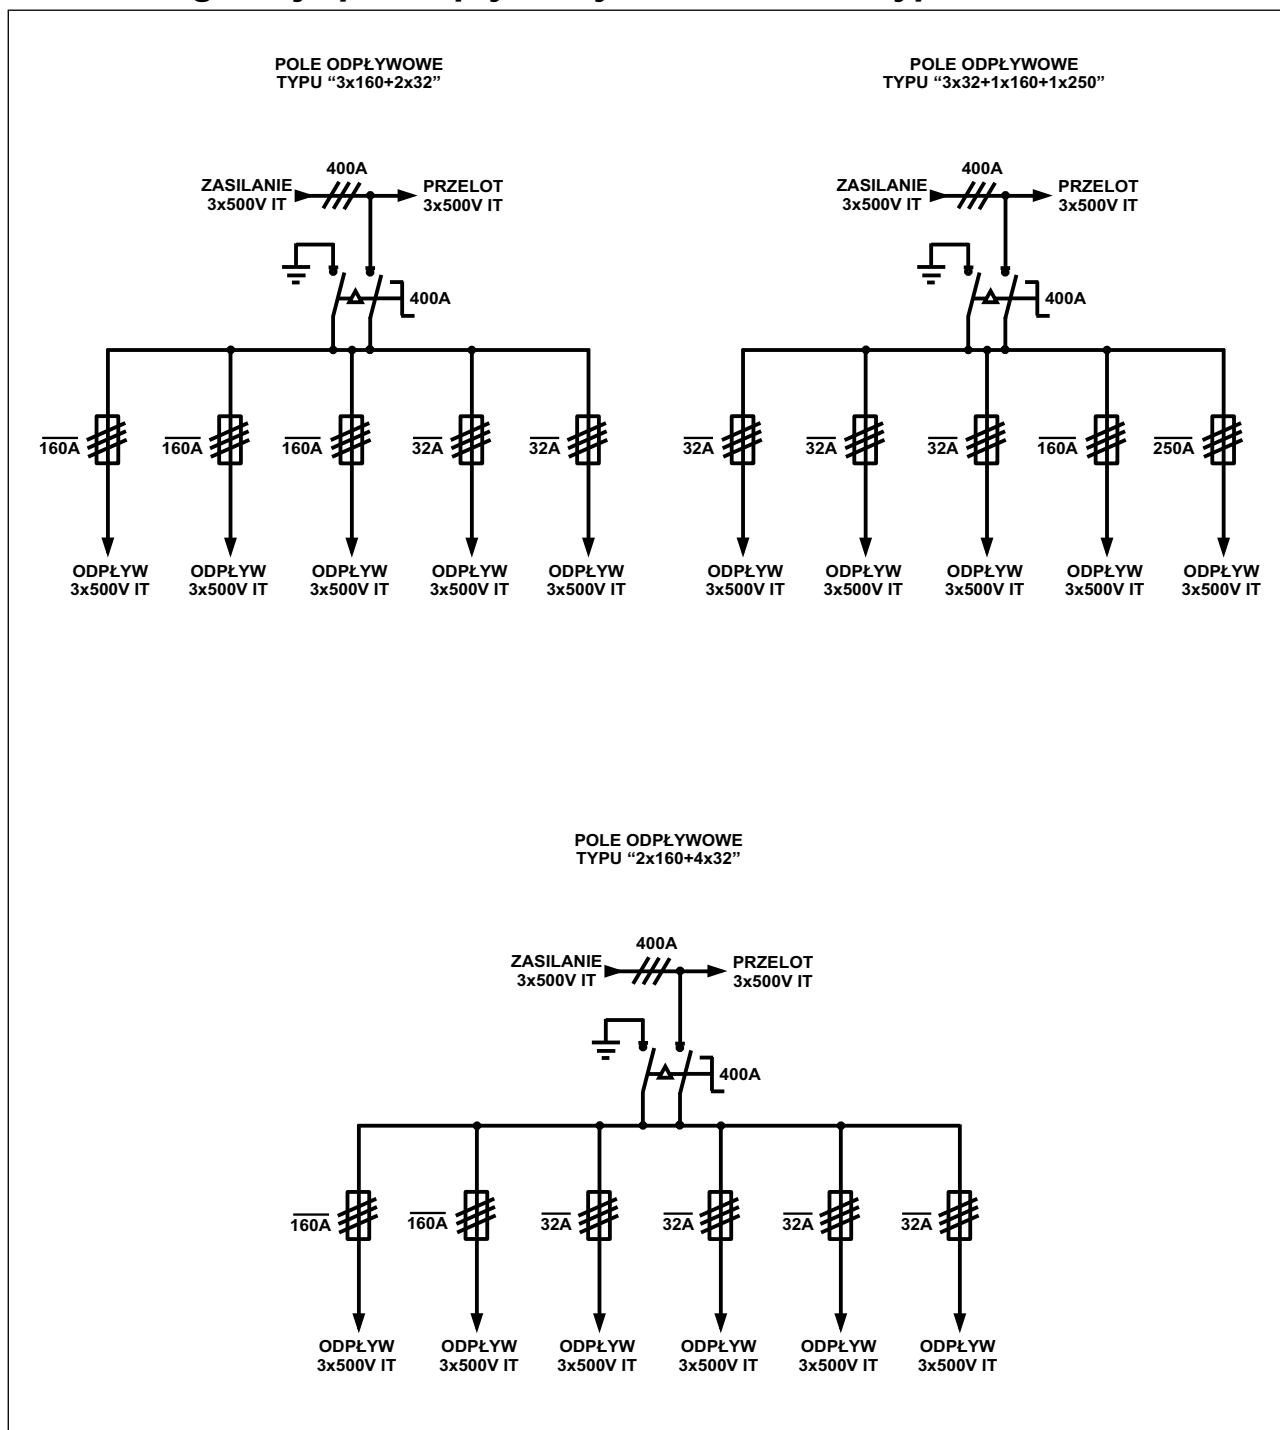 POLE ODPŁYWOWE
TYPU “3x160+2x32”
400A
ZASILANIE
3x500V IT
PRZELOT
3x500V IT
400A
160A
160A
160A
32A
32A
ODPŁYW
3x500V IT
ODPŁYW
3x500V IT
ODPŁYW
3x500V IT
ODPŁYW
3x500V IT
ODPŁYW
3x500V IT
POLE ODPŁYWOWE
TYPU “3x32+1x160+1x250”
400A
ZASILANIE
3x500V IT
PRZELOT
3x500V IT
400A
32A
32A
32A
160A
250A
ODPŁYW
3x500V IT
ODPŁYW
3x500V IT
ODPŁYW
3x500V IT
ODPŁYW
3x500V IT
ODPŁYW
3x500V IT
POLE ODPŁYWOWE
TYPU “2x160+4x32”
400A
ZASILANIE
3x500V IT
PRZELOT
3x500V IT
400A
160A
160A
32A
32A
32A
32A
ODPŁYW
3x500V IT
ODPŁYW
3x500V IT
ODPŁYW
3x500V IT
ODPŁYW
3x500V IT
ODPŁYW
3x500V IT
ODPŁYW
3x500V IT